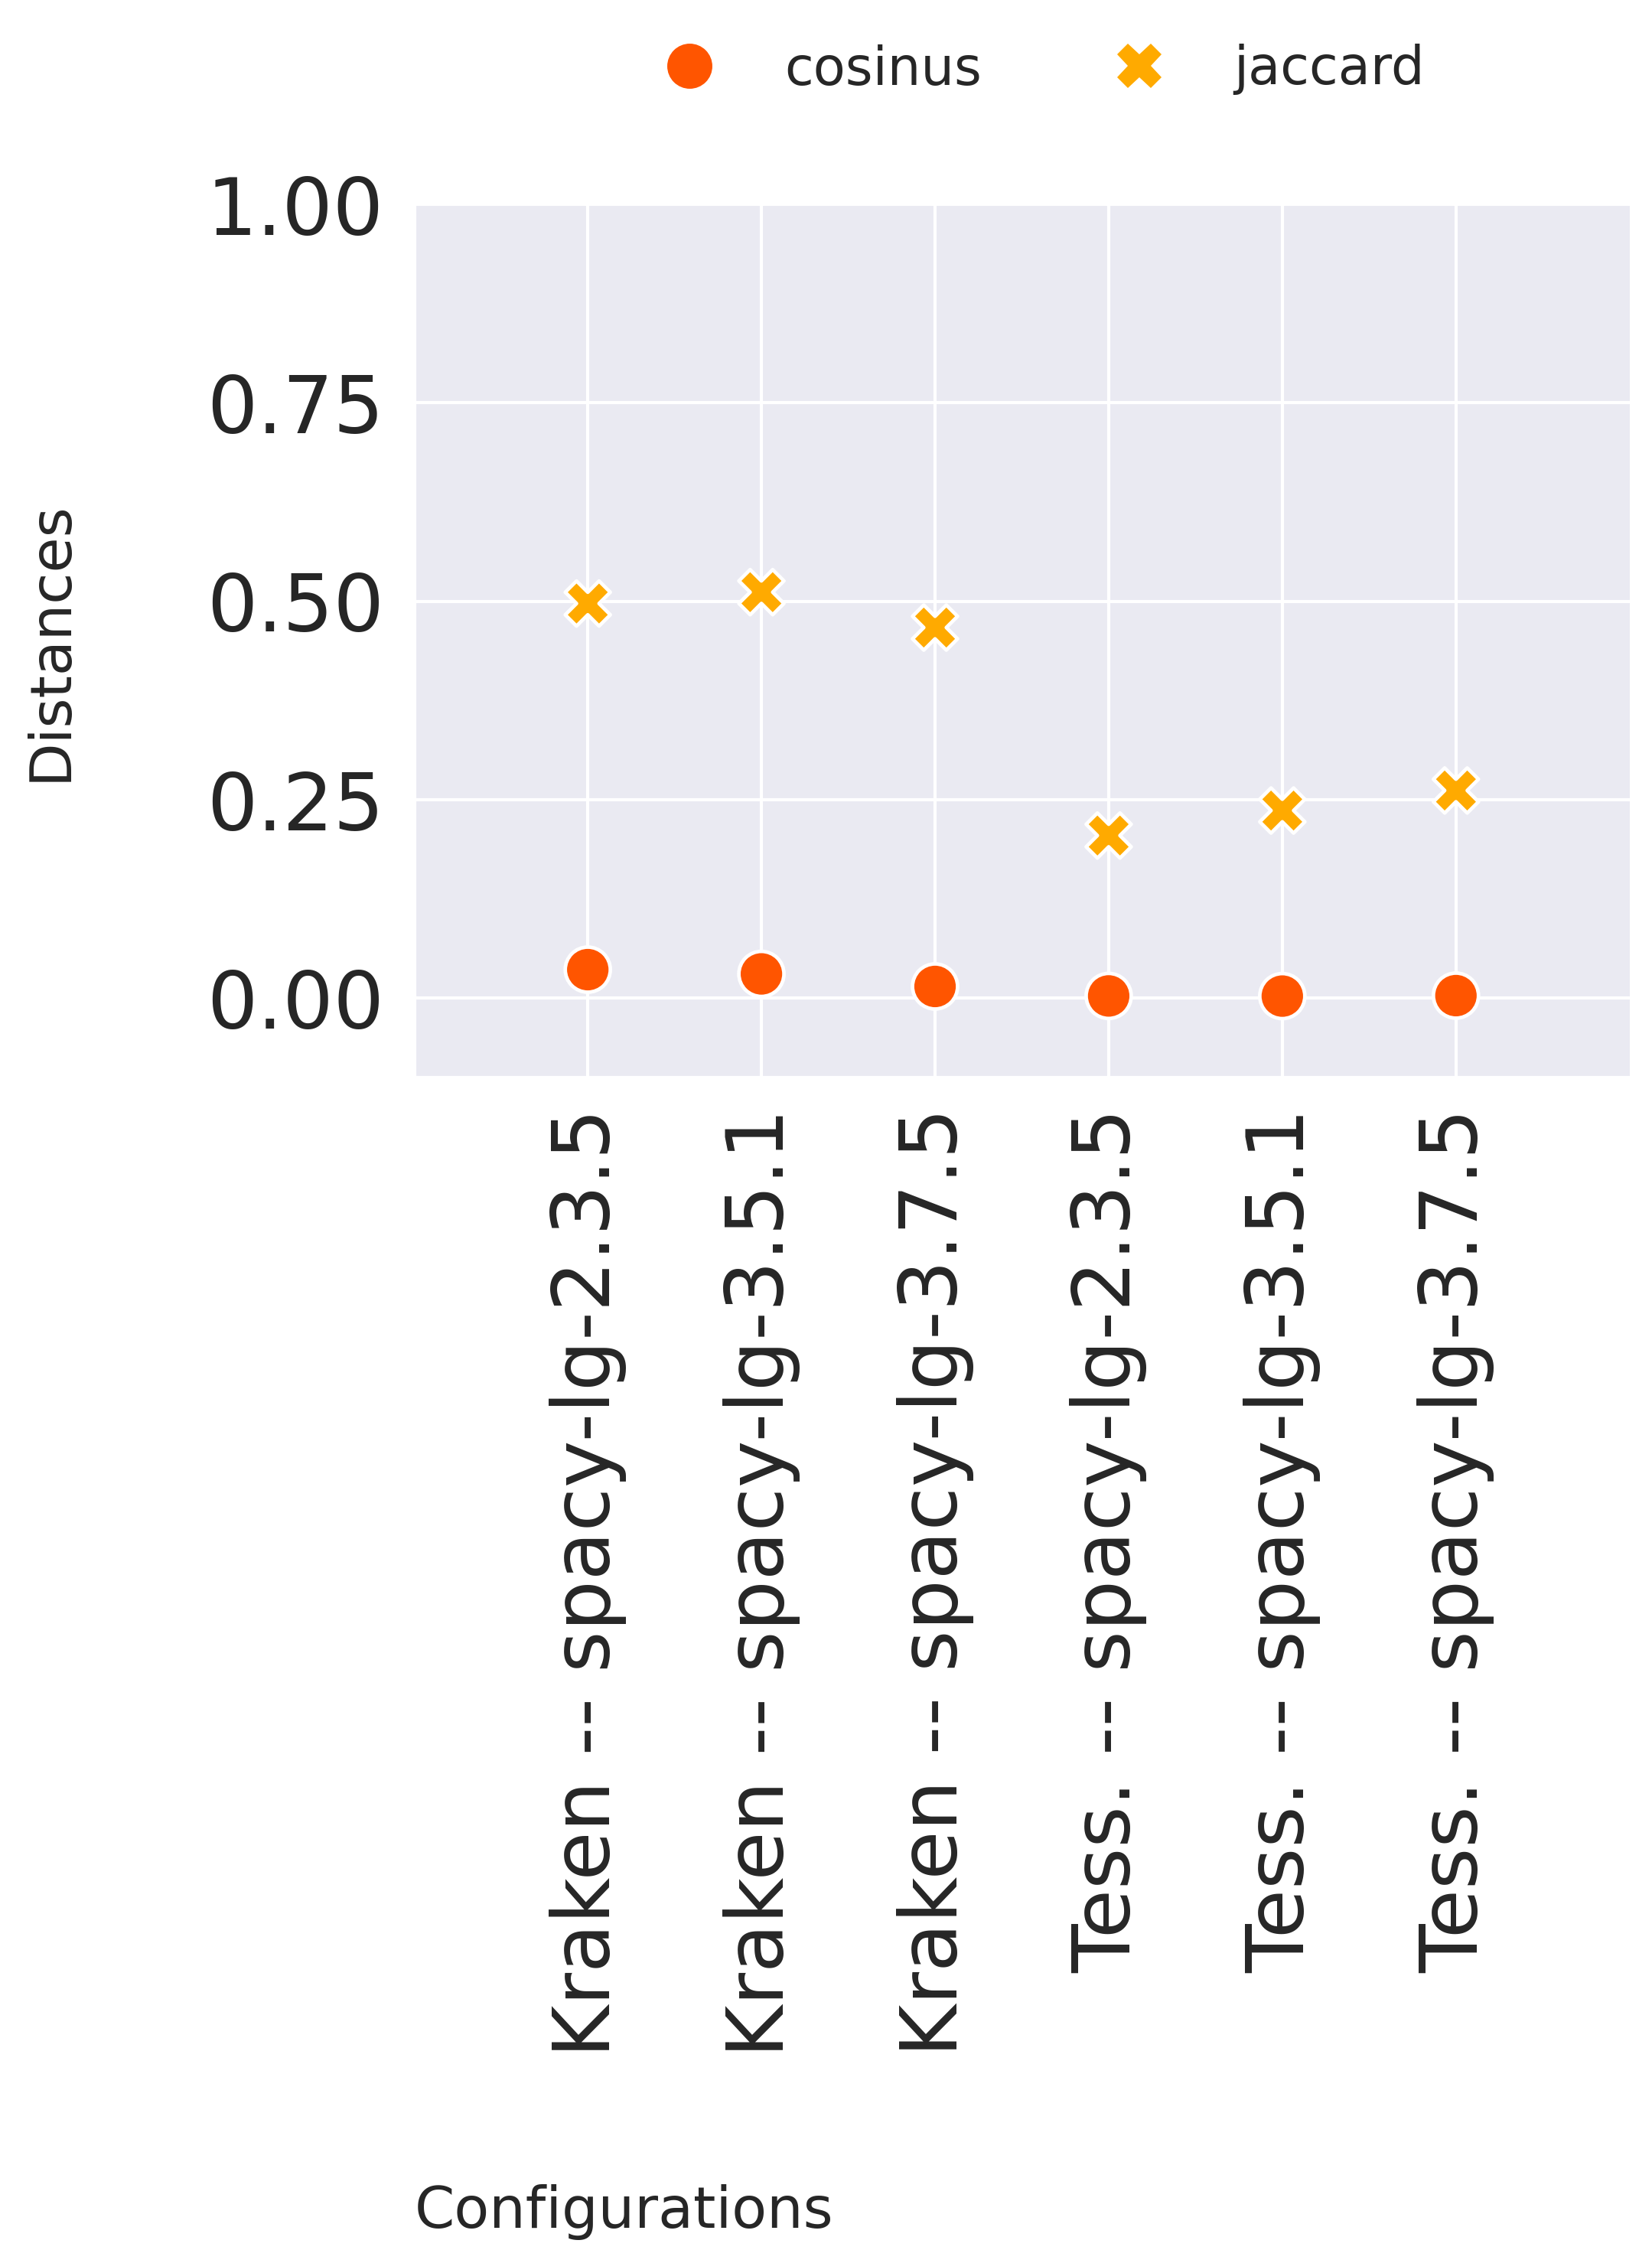 cosinus jaccard
1.00
0.75
0.50
0.25
0.00
Distances
Kraken -- spacy-lg-2.3.5
Kraken -- spacy-lg-3.5.1
Kraken -- spacy-lg-3.7.5
Tess. -- spacy-lg-2.3.5
Tess. -- spacy-lg-3.5.1
Tess. -- spacy-lg-3.7.5
Configurations